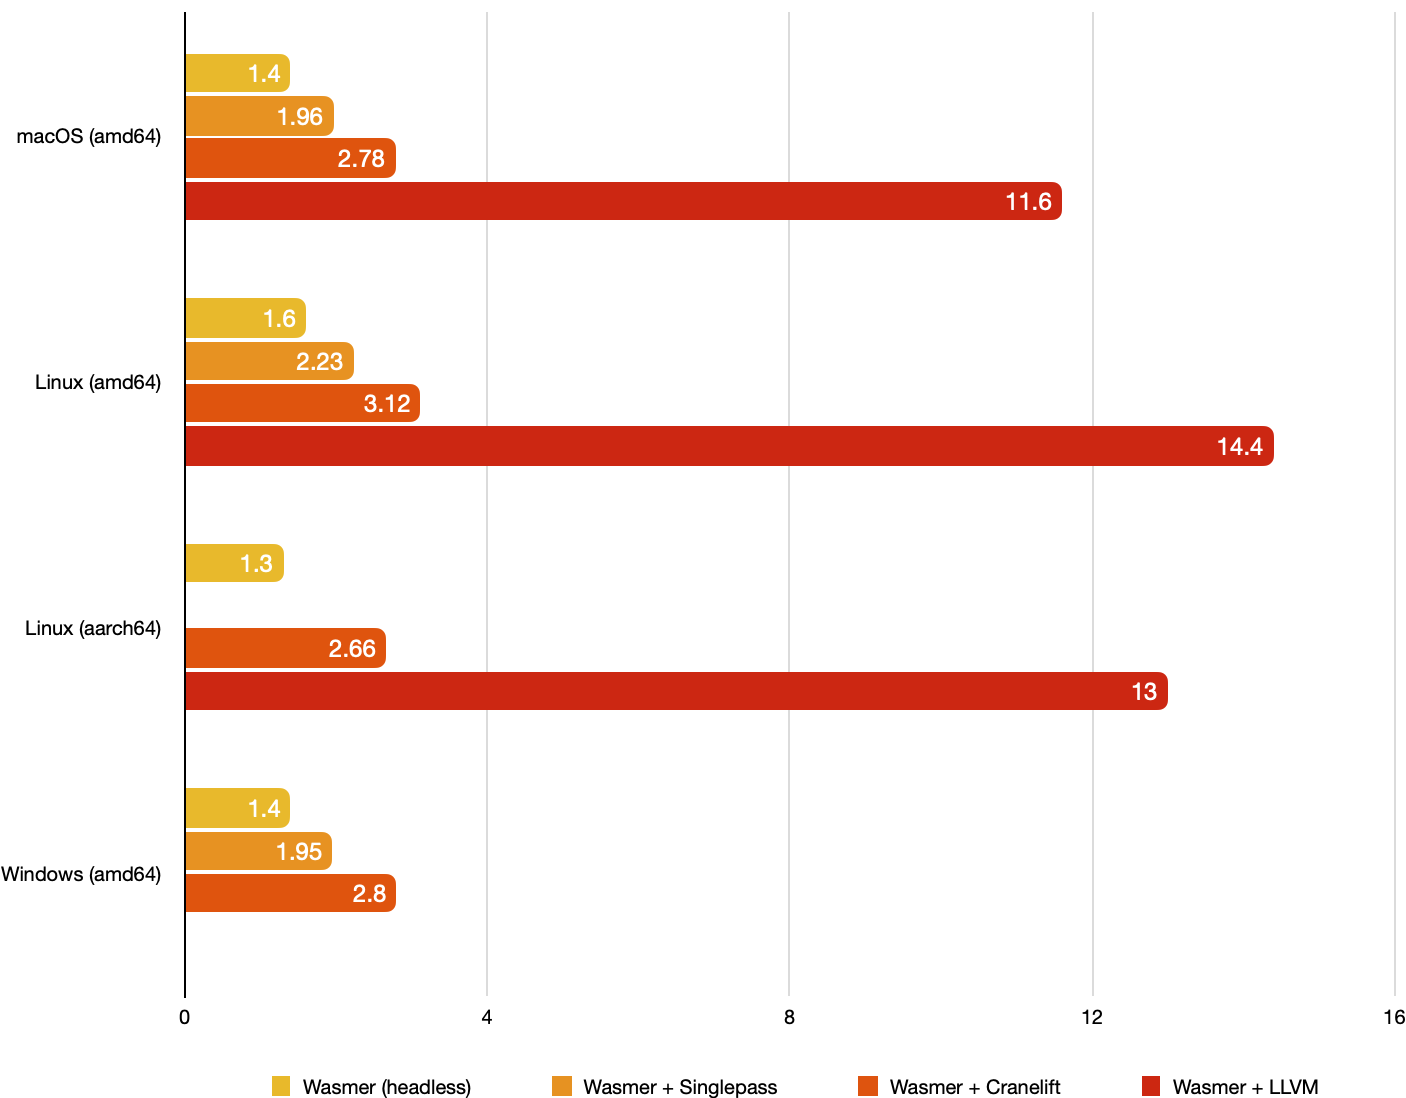 1.4
1.96
macOS (amd64)
2.78
11.6
1.6
2.23
Linux (amd64)
3.12
14.4
1.3
Linux (aarch64)
2.66
13
1.4
1.95
Windows (amd64)
2.8
0 4 8 12 16
Wasmer (headless) Wasmer + Singlepass Wasmer + Cranelift Wasmer + LLVM